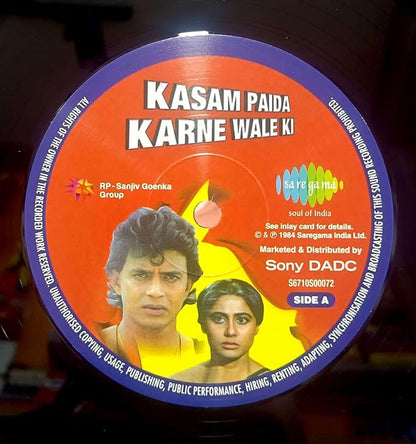 KASAM PAIDA
KARNE WALE KI
RP-Sanjiv Goenka
Group
saregama
soul of India
See inlay card for details.
© & ℗ 1984 Saregama India Ltd.
Marketed & Distributed by
Sony DADC
S6710S00072
SIDE A
ALL RIGHTS OF THE OWNER IN THE RECORDED WORK RESERVED. UNAUTHORISED COPYING, USAGE, PUBLISHING, PUBLIC PERFORMANCE, HIRING, RENTING, ADAPTING, SYNCHRONISATION AND BROADCASTING OF THIS SOUND RECORDING PROHIBITED.